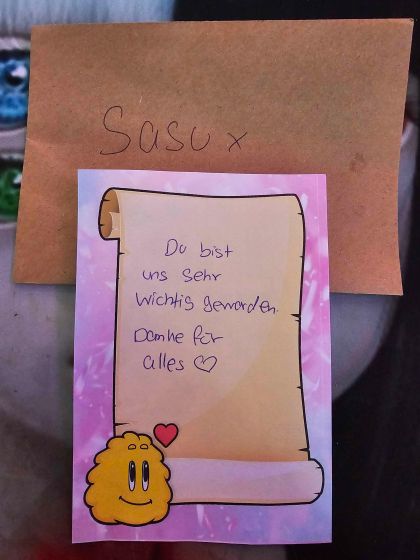 Sasu x
Du bist
uns sehr
wichtig geworden.
Danke für
alles ♡